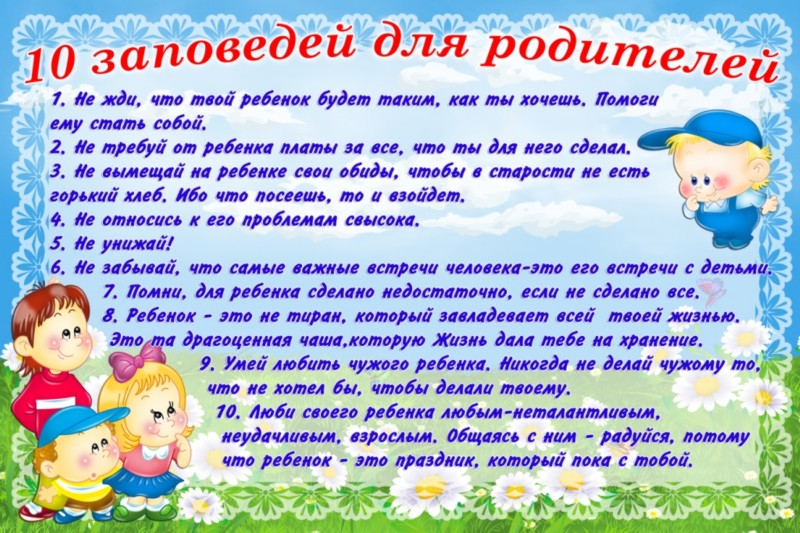 10 заповедей для родителей
1. Не жди, что твой ребенок будет таким, как ты хочешь. Помоги
ему стать собой.
2. Не требуй от ребенка платы за все, что ты для него сделал.
3. Не вымещай на ребенке свои обиды, чтобы в старости не есть
горький хлеб. Ибо что посеешь, то и взойдет.
4. Не относись к его проблемам свысока.
5. Не унижай!
6. Не забывай, что самые важные встречи человека-это его встречи с детьми.
7. Помни, для ребенка сделано недостаточно, если не сделано все.
8. Ребенок - это не тиран, который завладевает всей твоей жизнью.
Это та драгоценная чаша,которую Жизнь дала тебе на хранение.
9. Умей любить чужого ребенка. Никогда не делай чужому то,
что не хотел бы, чтобы делали твоему.
10. Люби своего ребенка любым-неталантливым,
неудачливым, взрослым. Общаясь с ним - радуйся, потому
что ребенок - это праздник, который пока с тобой.